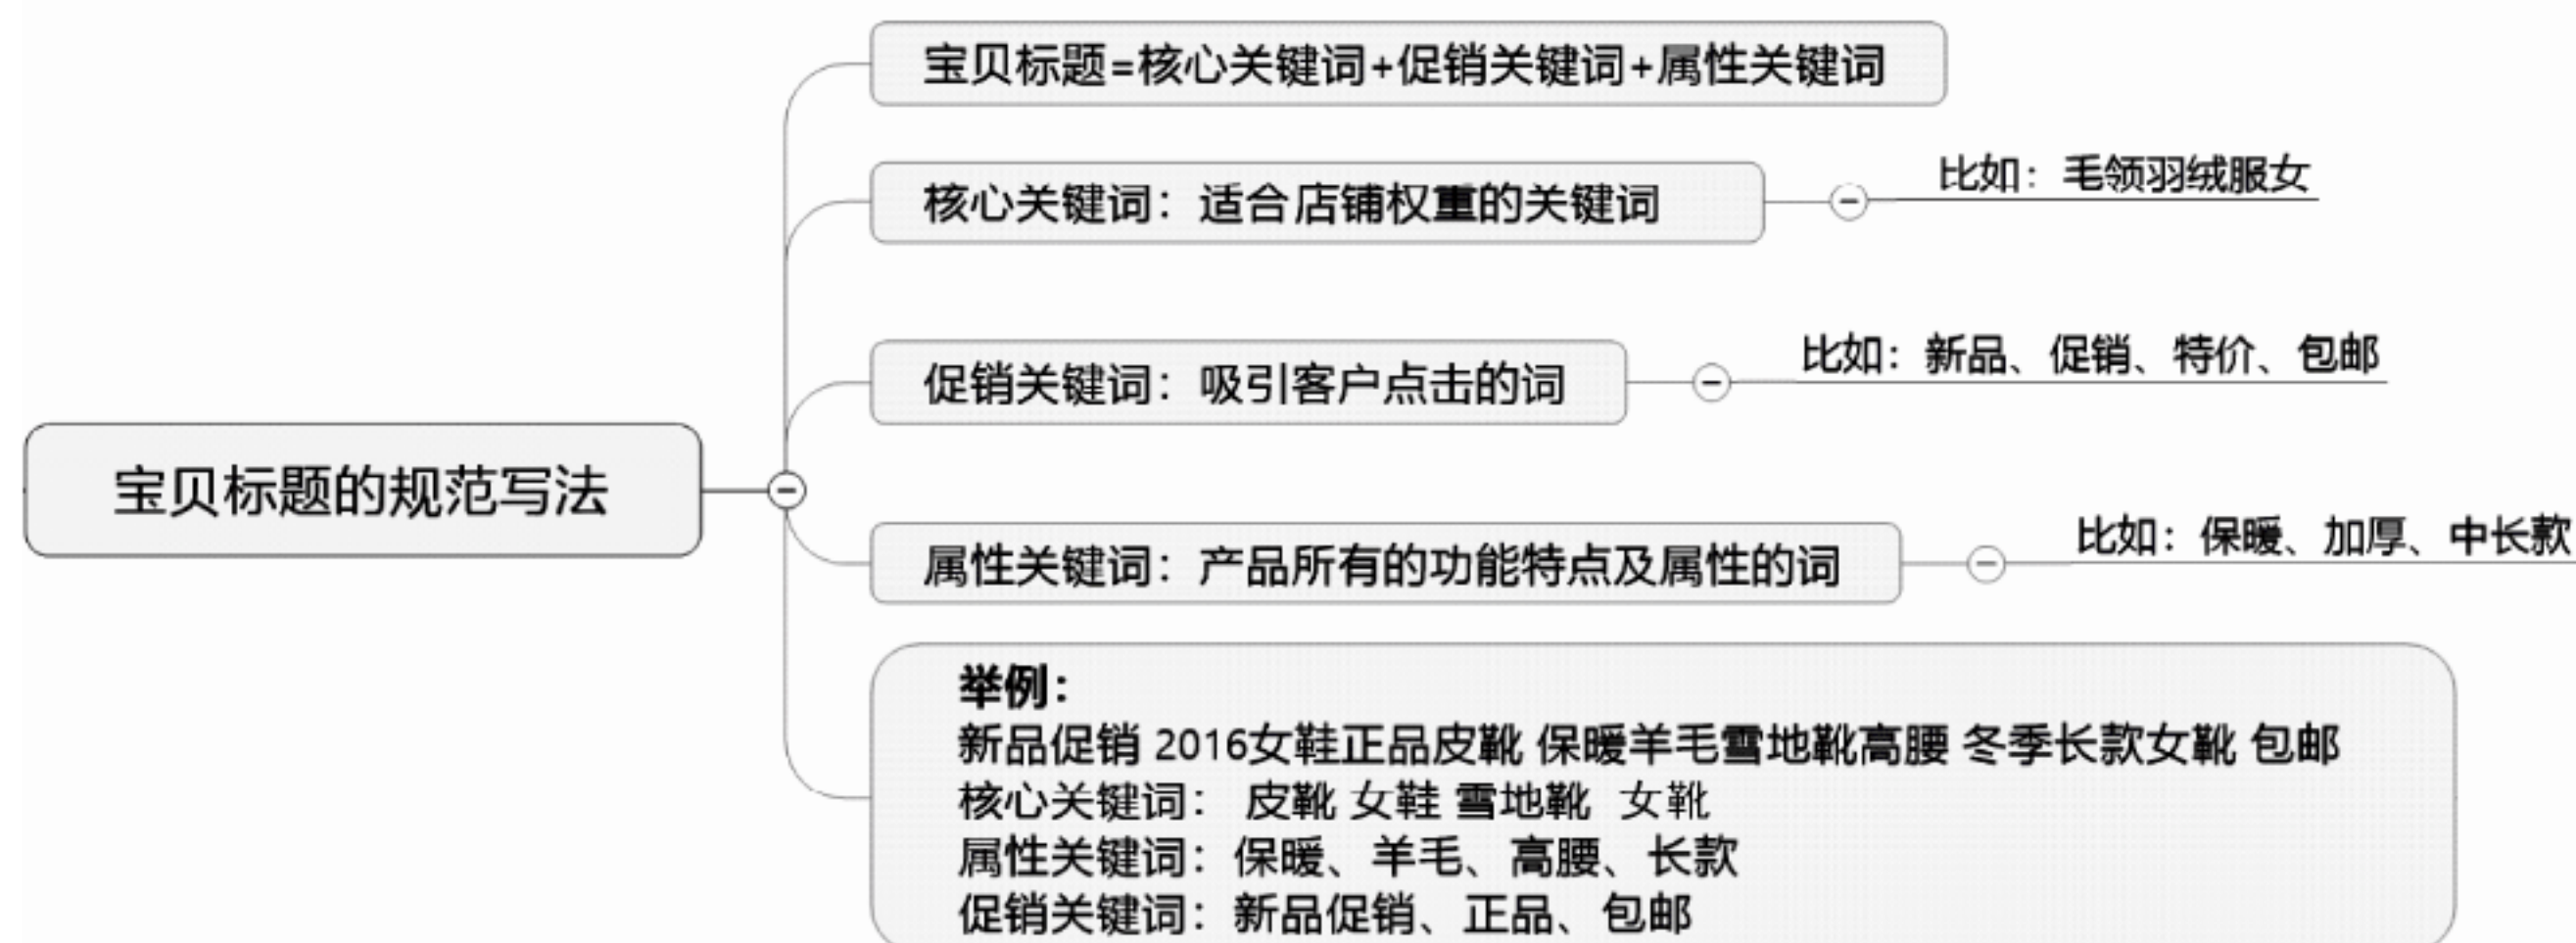 宝贝标题=核心关键词+促销关键词+属性关键词
核心关键词：适合店铺权重的关键词
比如：毛领羽绒服女
促销关键词：吸引客户点击的词
比如：新品、促销、特价、包邮
宝贝标题的规范写法
属性关键词：产品所有的功能特点及属性的词
比如：保暖、加厚、中长款
举例：
新品促销 2016女鞋正品皮靴 保暖羊毛雪地靴高腰 冬季长款女靴 包邮
核心关键词： 皮靴 女鞋 雪地靴 女靴
属性关键词：保暖、羊毛、高腰、长款
促销关键词：新品促销、正品、包邮